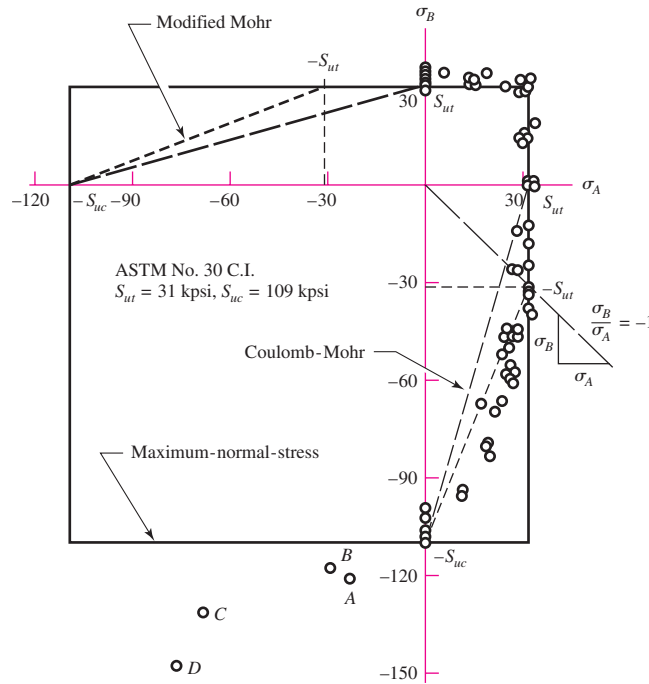 σ_B
Modified Mohr
−S_ut
30
S_ut
−120
−S_uc
−90
−60
−30
30
S_ut
σ_A
ASTM No. 30 C.I.
S_ut = 31 kpsi, S_uc = 109 kpsi
−30
−S_ut
σ_B/σ_A = −1
Coulomb-Mohr
σ_B
σ_A
−60
Maximum-normal-stress
−90
−S_uc
B
−120
A
C
D
−150